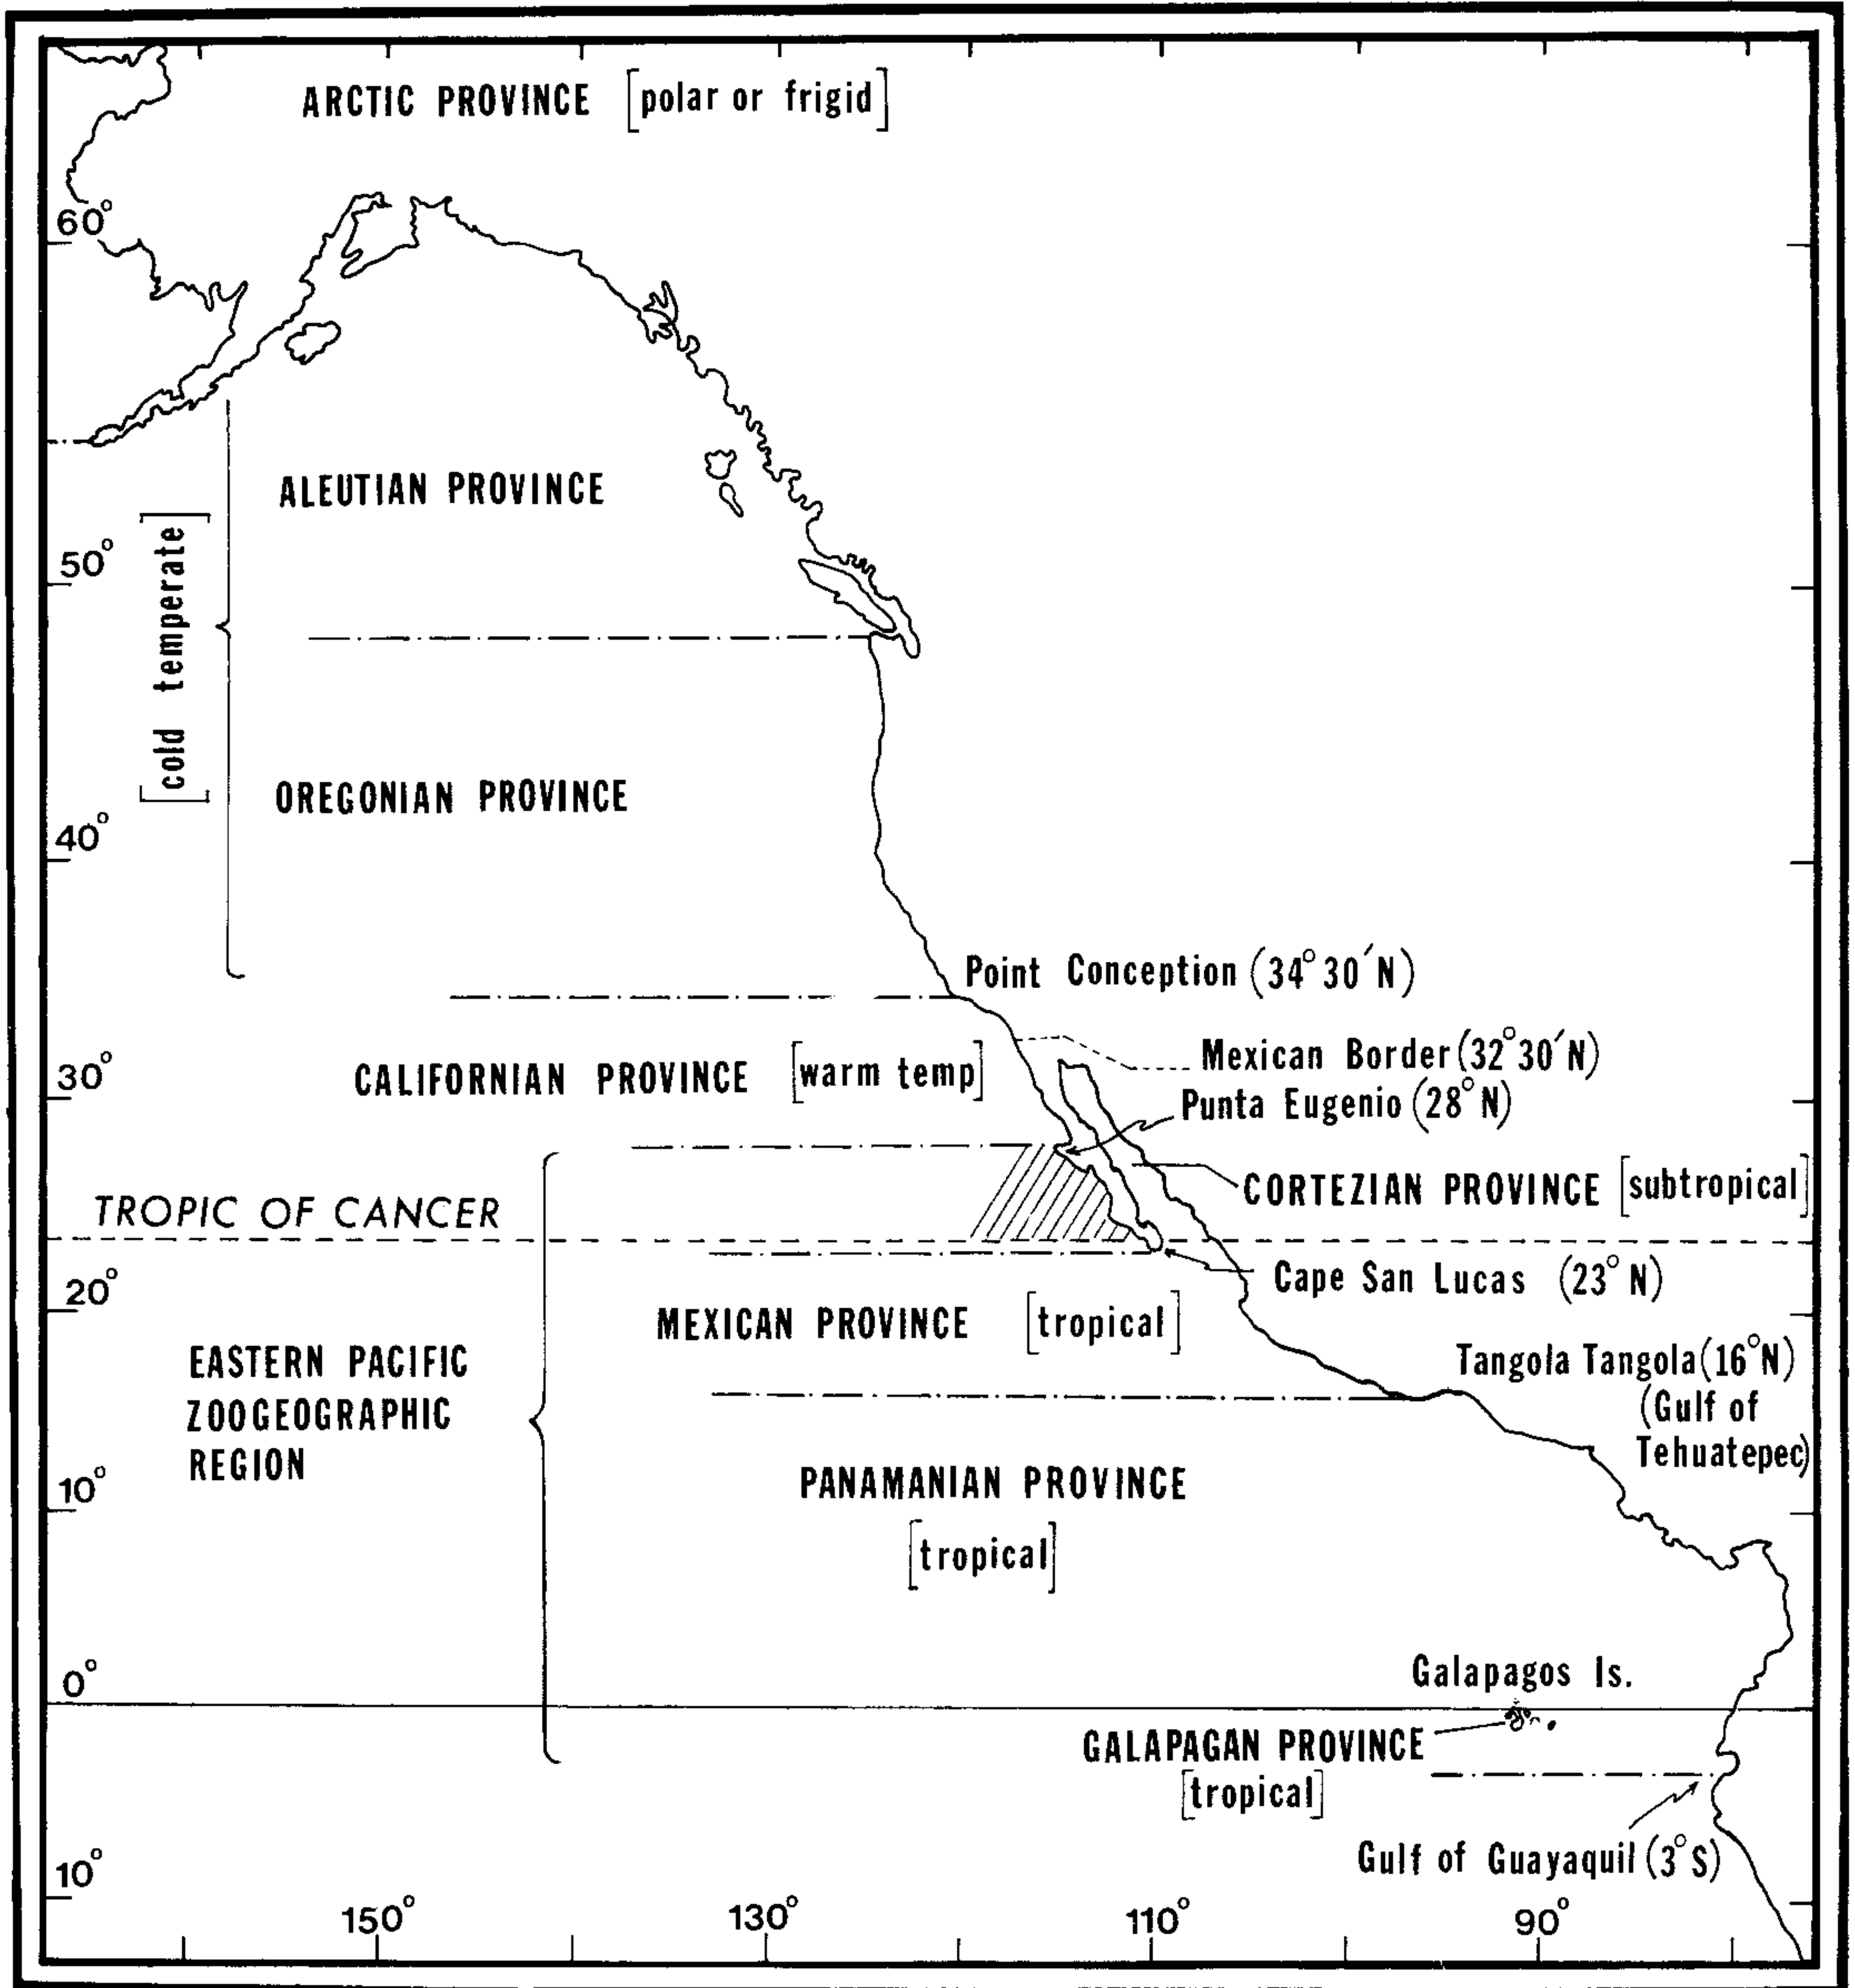 ARCTIC PROVINCE [polar or frigid]
60°
ALEUTIAN PROVINCE
50°
[cold temperate]
OREGONIAN PROVINCE
40°
Point Conception (34°30′N)
Mexican Border (32°30′N)
30°
CALIFORNIAN PROVINCE [warm temp]
Punta Eugenio (28°N)
CORTEZIAN PROVINCE [subtropical]
TROPIC OF CANCER
Cape San Lucas (23°N)
20°
MEXICAN PROVINCE [tropical]
EASTERN PACIFIC
ZOOGEOGRAPHIC
REGION
Tangola Tangola (16°N)
(Gulf of
Tehuatepec)
10°
PANAMANIAN PROVINCE
[tropical]
0°
Galapagos Is.
GALAPAGAN PROVINCE
[tropical]
Gulf of Guayaquil (3°S)
10°
150° 130° 110° 90°